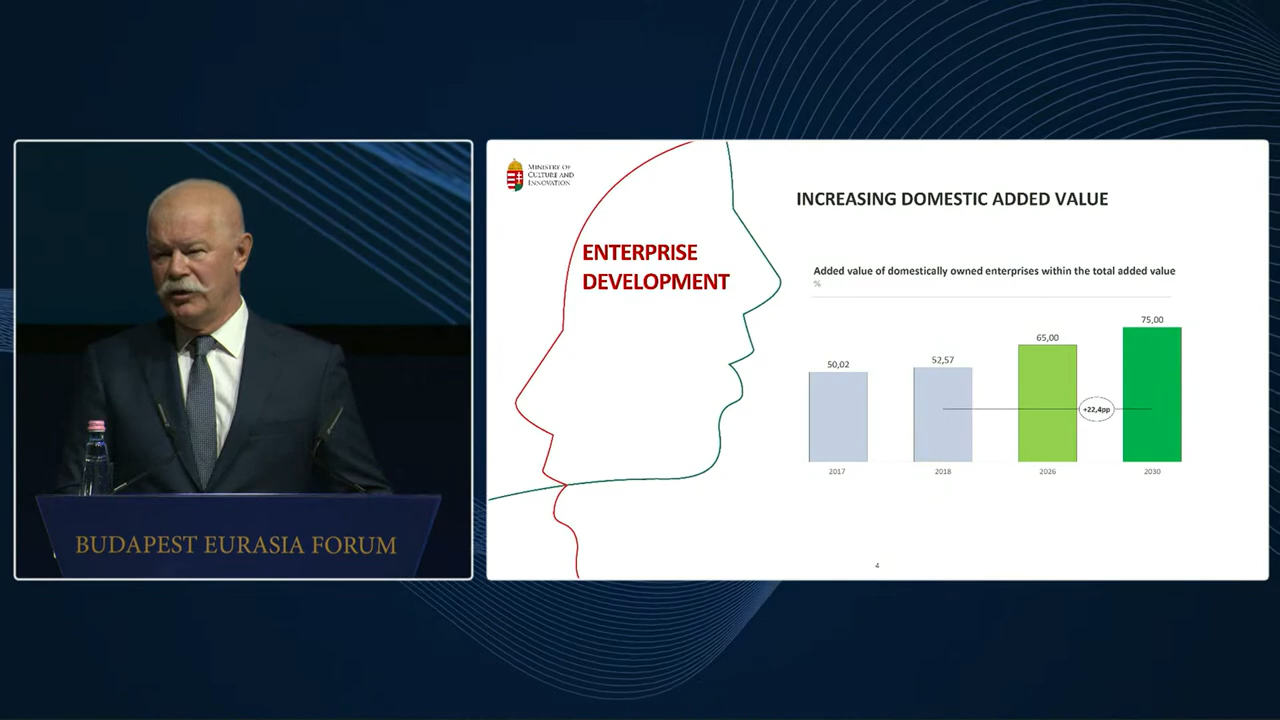 MINISTRY OF
CULTURE AND
INNOVATION
INCREASING DOMESTIC ADDED VALUE
ENTERPRISE
DEVELOPMENT
Added value of domestically owned enterprises within the total added value
%
50,02
52,57
65,00
75,00
+22,4pp
2017
2018
2026
2030
4
BUDAPEST EURASIA FORUM